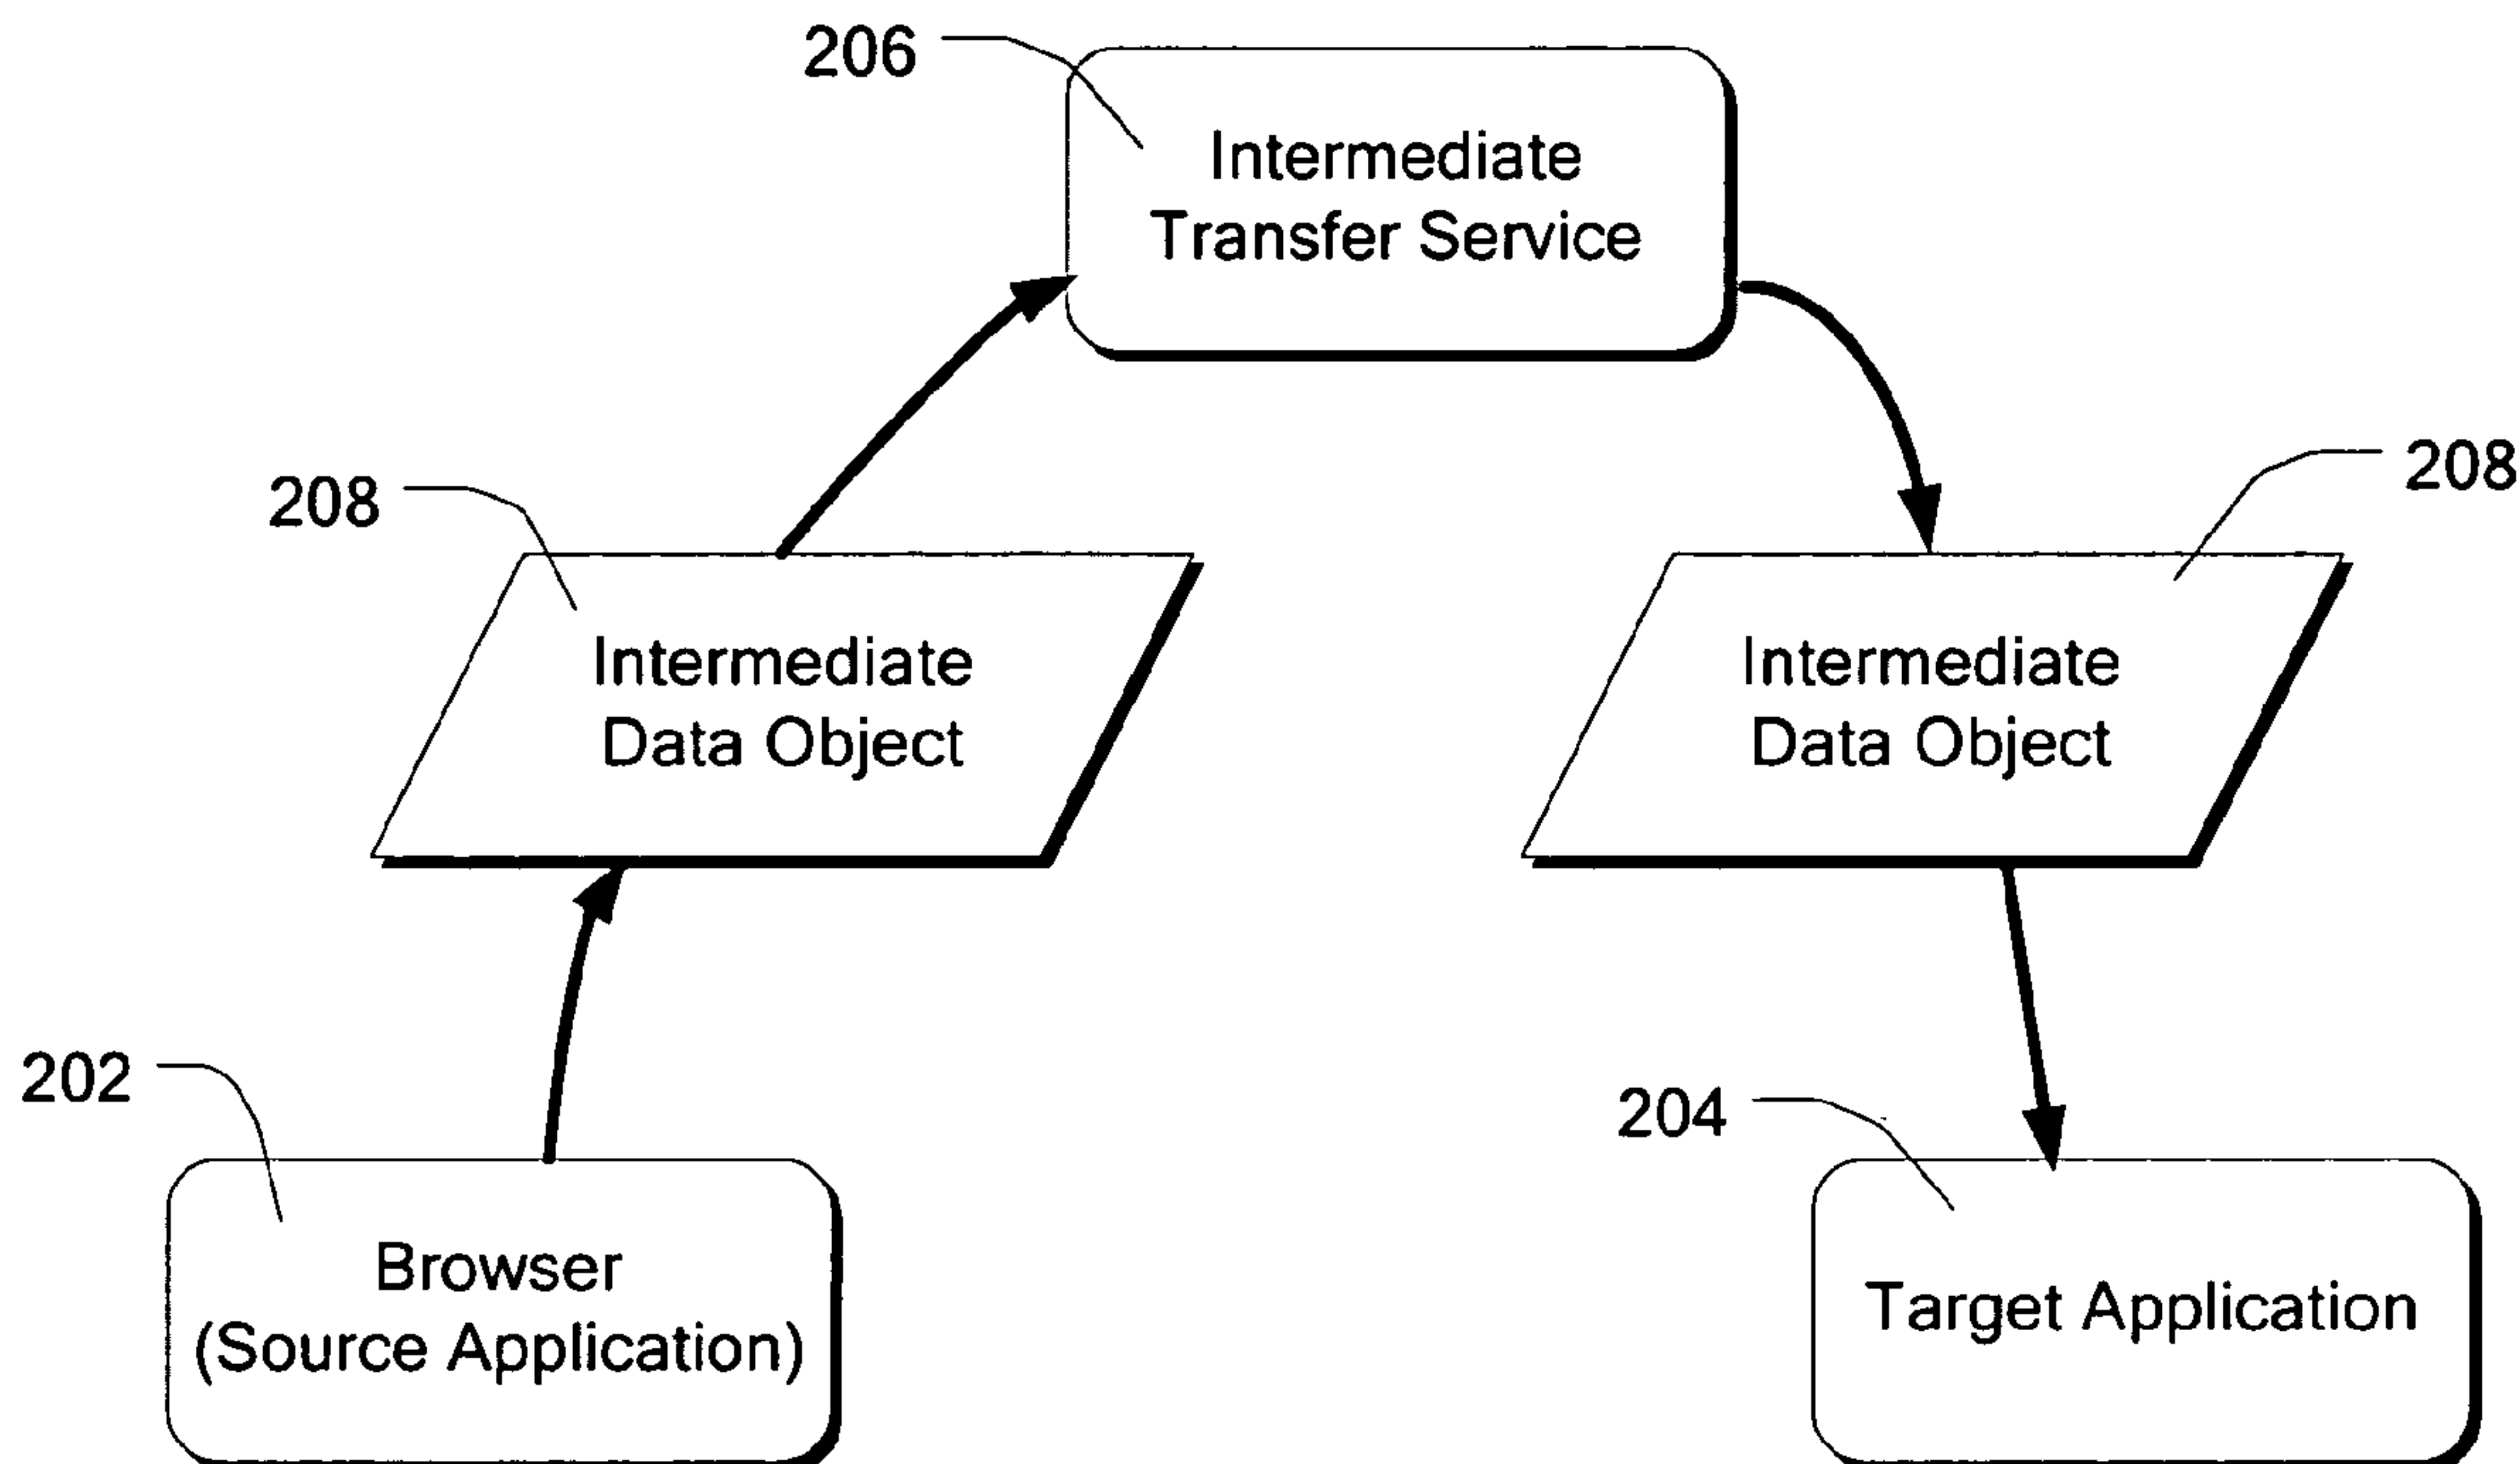 206
Intermediate
Transfer Service
208
208
Intermediate
Data Object
Intermediate
Data Object
202
204
Browser
(Source Application)
Target Application